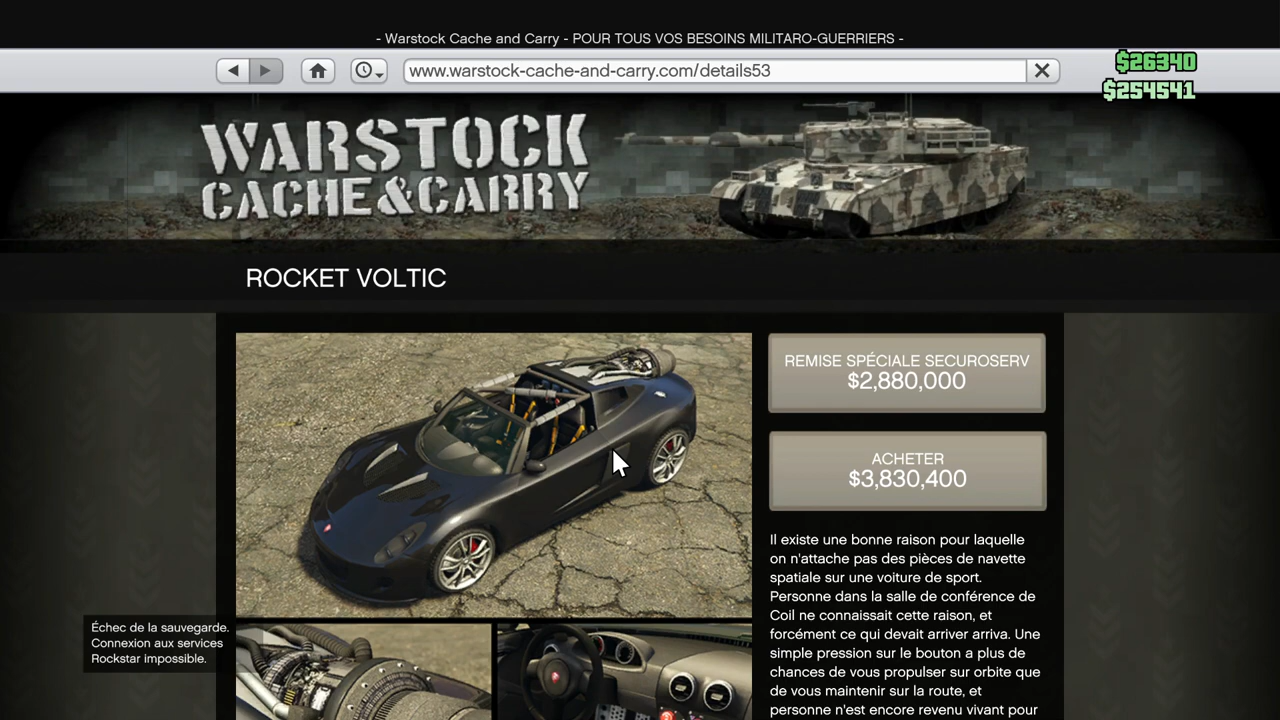 - Warstock Cache and Carry - POUR TOUS VOS BESOINS MILITARO-GUERRIERS -
www.warstock-cache-and-carry.com/details53
$26340
$254541
WARSTOCK
CACHE&CARRY
ROCKET VOLTIC
REMISE SPÉCIALE SECUROSERV
$2,880,000
ACHETER
$3,830,400
Il existe une bonne raison pour laquelle
on n'attache pas des pièces de navette
spatiale sur une voiture de sport.
Personne dans la salle de conférence de
Coil ne connaissait cette raison, et
forcément ce qui devait arriver arriva. Une
simple pression sur le bouton a plus de
chances de vous propulser sur orbite que
de vous maintenir sur la route, et
personne n'est encore revenu vivant pour
Échec de la sauvegarde.
Connexion aux services
Rockstar impossible.